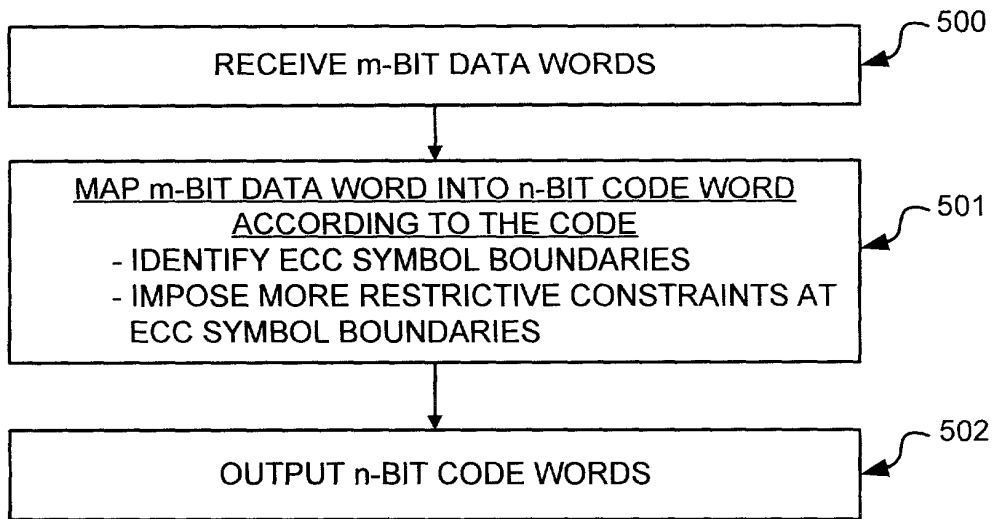 500
RECEIVE m-BIT DATA WORDS
MAP m-BIT DATA WORD INTO n-BIT CODE WORD
ACCORDING TO THE CODE
- IDENTIFY ECC SYMBOL BOUNDARIES
- IMPOSE MORE RESTRICTIVE CONSTRAINTS AT
ECC SYMBOL BOUNDARIES
501
OUTPUT n-BIT CODE WORDS
502